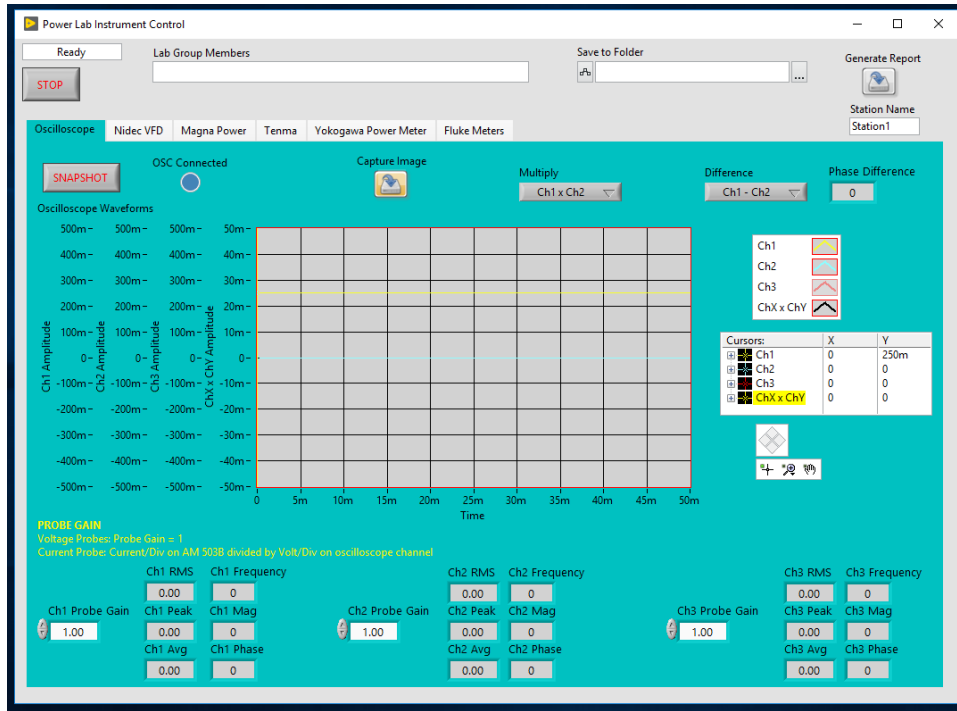 Power Lab Instrument Control
Ready
Lab Group Members
Save to Folder
Generate Report
STOP
...
Station Name
Station1
Oscilloscope Nidec VFD Magna Power Tenma Yokogawa Power Meter Fluke Meters
SNAPSHOT
OSC Connected
Capture Image
Multiply
Ch1 x Ch2
Difference
Ch1 - Ch2
Phase Difference
0
Oscilloscope Waveforms
500m 500m 500m 50m
400m 400m 400m 40m
300m 300m 300m 30m
200m 200m 200m 20m
100m 100m 100m 10m
0 0 0 0
-100m -100m -100m -10m
-200m -200m -200m -20m
-300m -300m -300m -30m
-400m -400m -400m -40m
-500m -500m -500m -50m
Ch1 Amplitude
Ch2 Amplitude
Ch3 Amplitude
ChX x ChY Amplitude
0 5m 10m 15m 20m 25m 30m 35m 40m 45m 50m
Time
Ch1
Ch2
Ch3
ChX x ChY
Cursors: X Y
Ch1 0 250m
Ch2 0 0
Ch3 0 0
ChX x ChY 0 0
PROBE GAIN
Voltage Probes: Probe Gain = 1
Current Probe: Current/Div on AM 503B divided by Volt/Div on oscilloscope channel
Ch1 RMS Ch1 Frequency
0.00 0
Ch1 Probe Gain Ch1 Peak Ch1 Mag
1.00 0.00 0
Ch1 Avg Ch1 Phase
0.00 0
Ch2 RMS Ch2 Frequency
0.00 0
Ch2 Probe Gain Ch2 Peak Ch2 Mag
1.00 0.00 0
Ch2 Avg Ch2 Phase
0.00 0
Ch3 RMS Ch3 Frequency
0.00 0
Ch3 Probe Gain Ch3 Peak Ch3 Mag
1.00 0.00 0
Ch3 Avg Ch3 Phase
0.00 0